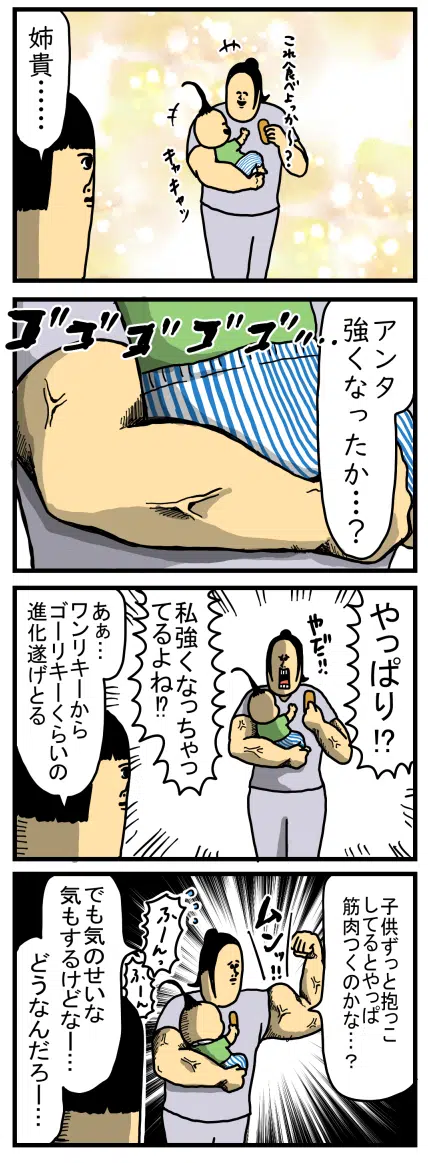 これ食べよっかー？
姉貴……
キャキャッ
ゴゴゴゴゴ…
アンタ
強くなったか…？
やっぱり⁉
やだ‼
私強くなっちゃっ
てるよね⁉
あぁ…
ワンリキーから
ゴーリキーくらいの
進化遂げとる
子供ずっと抱っこ
してるとやっぱ
筋肉つくのかな…？
ムンッ‼
ふーん、
ふーん
でも気のせいな
気もするけどなー…
どうなんだろー…